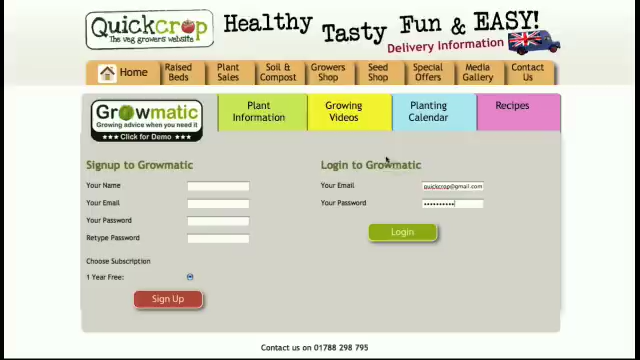 Quickcrop
The veg growers website
Healthy Tasty Fun & EASY!
Delivery Information
Home
Raised Beds
Plant Sales
Soil & Compost
Growers Shop
Seed Shop
Special Offers
Media Gallery
Contact Us
Growmatic
Growing advice when you need it
Click for Demo
Plant Information
Growing Videos
Planting Calendar
Recipes
Signup to Growmatic
Your Name
Your Email
Your Password
Retype Password
Choose Subscription
1 Year Free:
Sign Up
Login to Growmatic
Your Email
quickcrop@gmail.com
Your Password
Login
Contact us on 01788 298 795